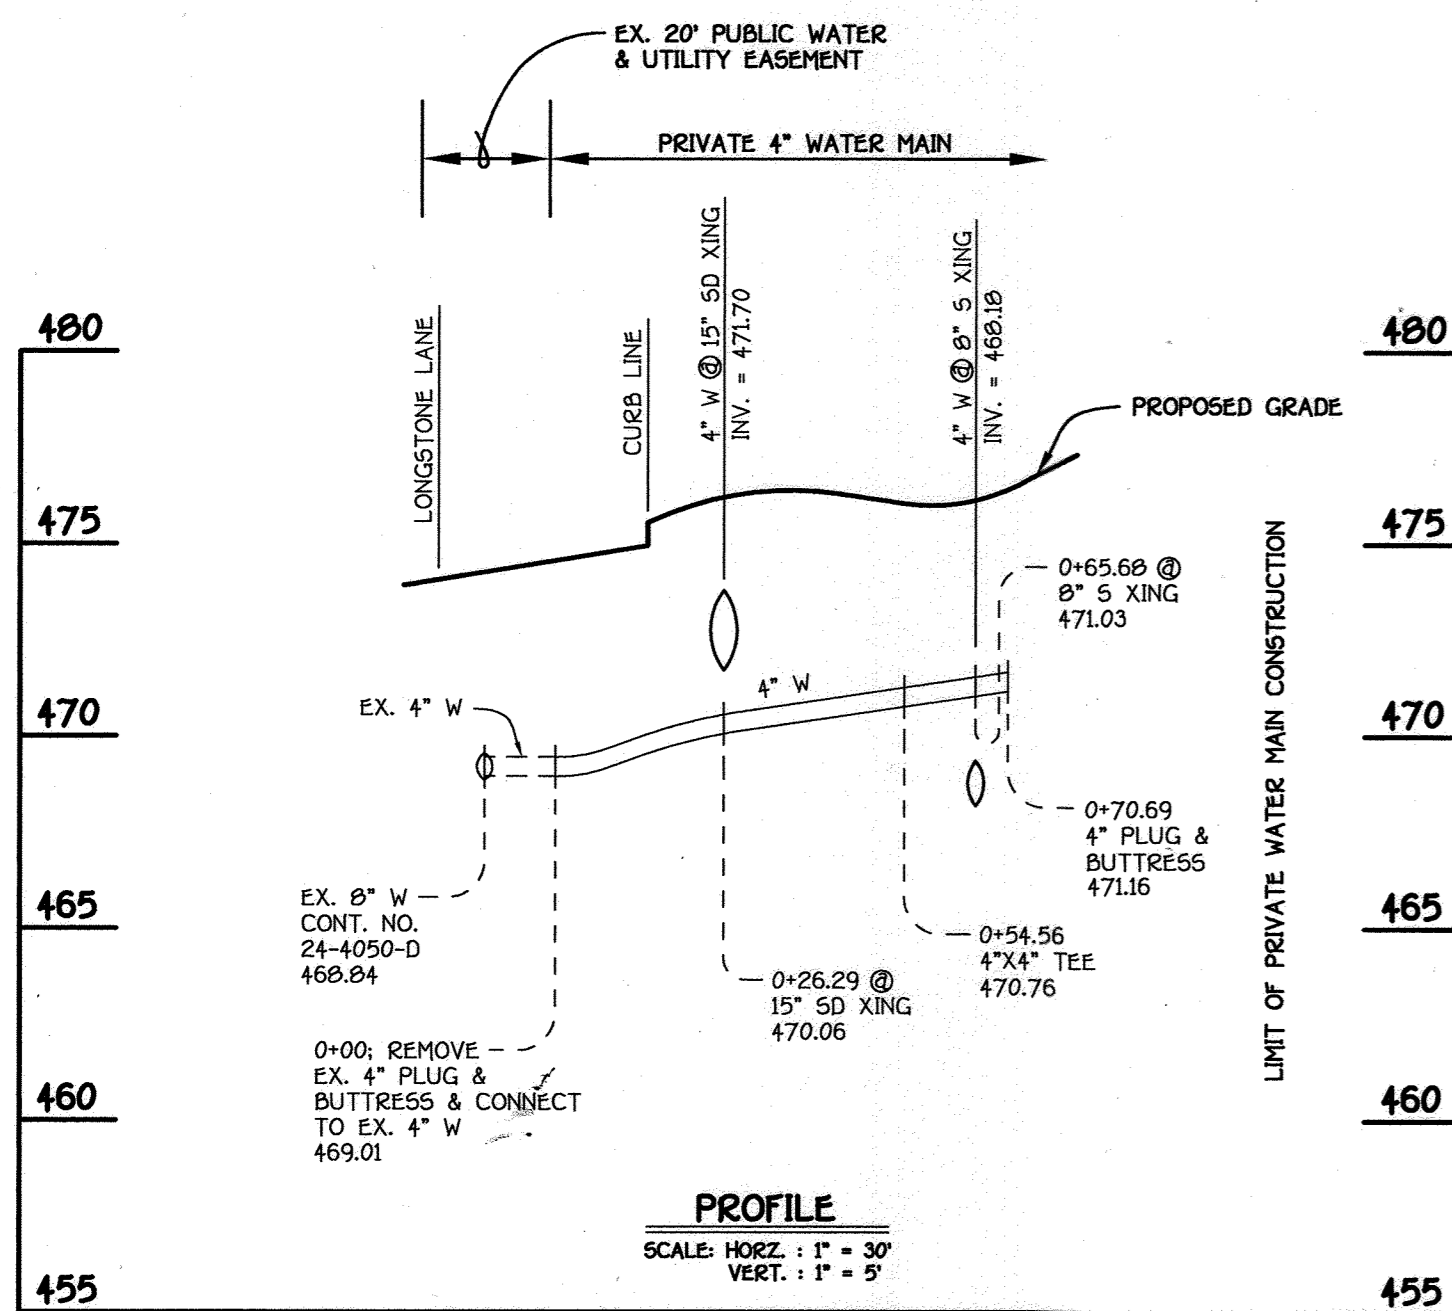 EX. 20' PUBLIC WATER
& UTILITY EASEMENT
PRIVATE 4" WATER MAIN
LONGSTONE LANE
CURB LINE
4" W @ 15" SD XING
INV. = 471.70
4" W @ 8" S XING
INV. = 468.18
PROPOSED GRADE
480
475
470
465
460
455
480
475
470
465
460
455
0+65.68 @
8" S XING
471.03
4" W
EX. 4" W
0+70.69
4" PLUG &
BUTTRESS
471.16
EX. 8" W
CONT. NO.
24-4050-D
468.84
0+54.56
4"X4" TEE
470.76
0+26.29 @
15" SD XING
470.06
0+00; REMOVE
EX. 4" PLUG &
BUTTRESS & CONNECT
TO EX. 4" W
469.01
LIMIT OF PRIVATE WATER MAIN CONSTRUCTION
PROFILE
SCALE: HORZ. : 1" = 30'
VERT. : 1" = 5'